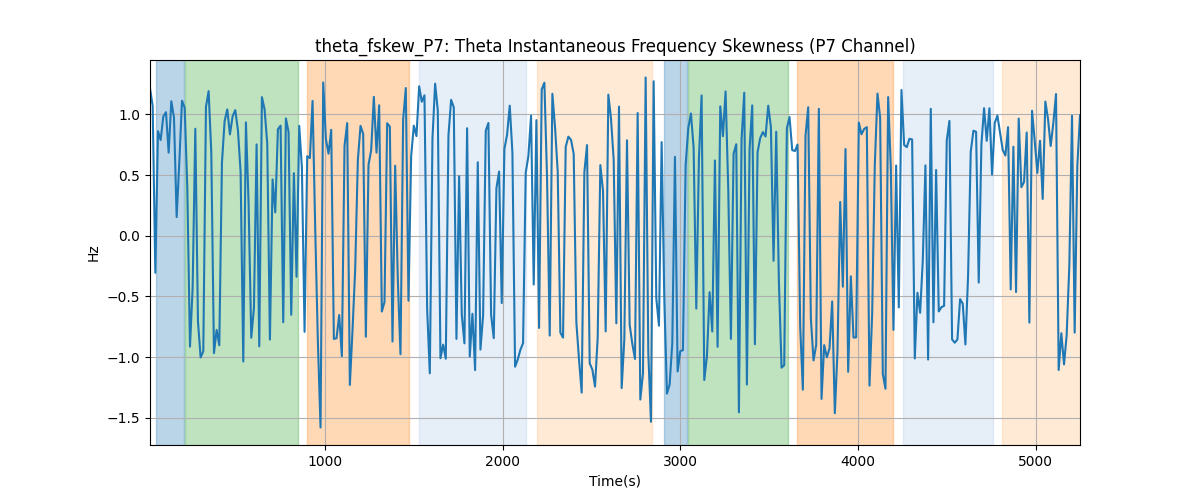 theta_fskew_P7: Theta Instantaneous Frequency Skewness (P7 Channel)
1.0
0.5
0.0
−0.5
−1.0
−1.5
Hz
1000 2000 3000 4000 5000
Time(s)